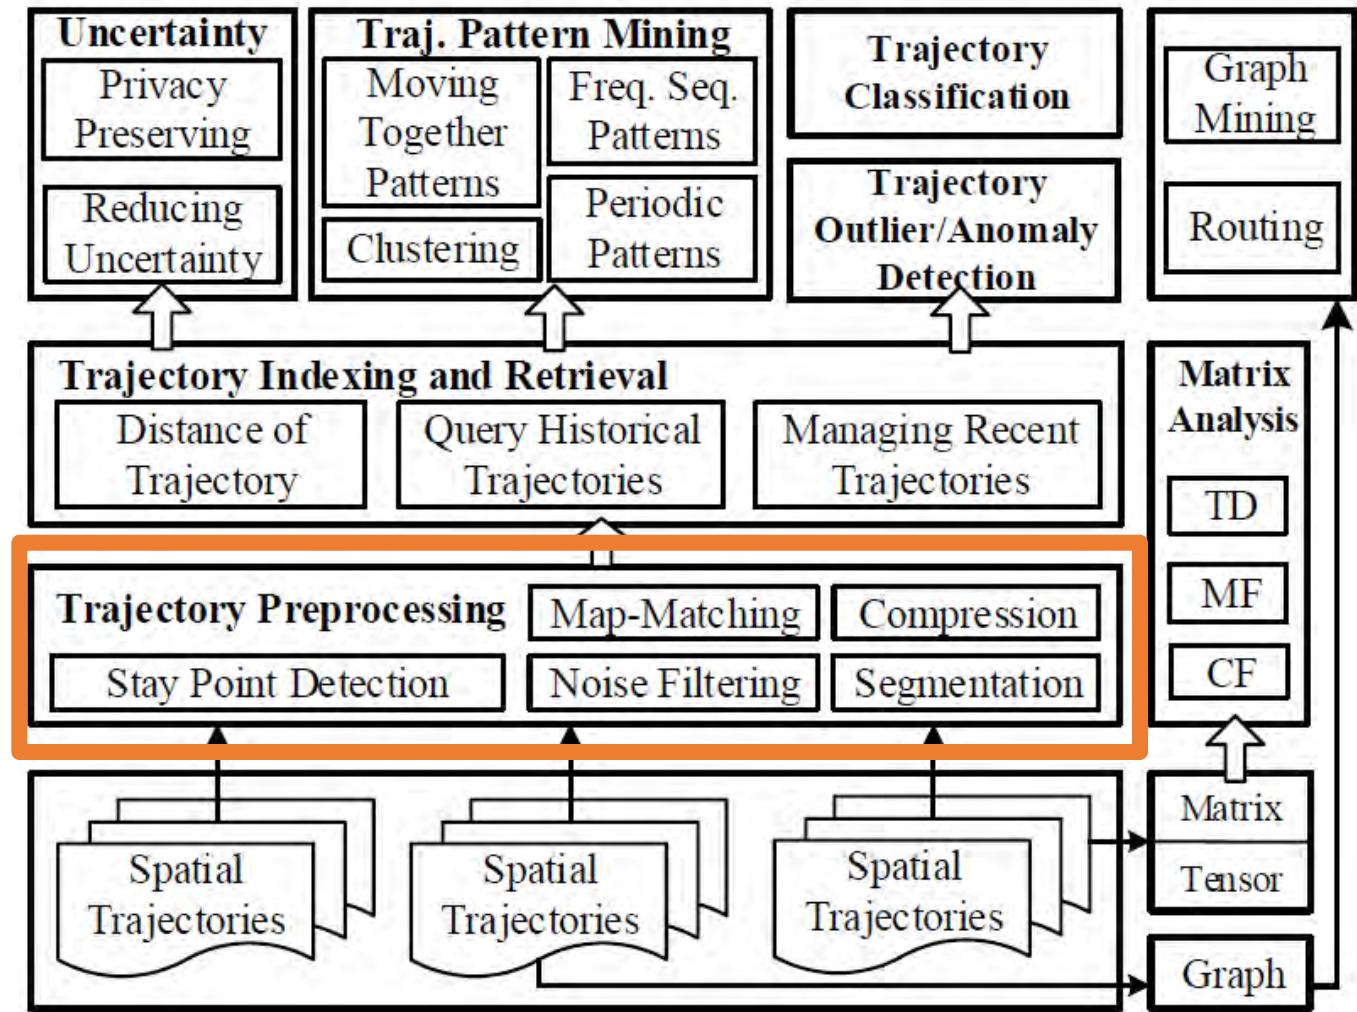 Uncertainty
Privacy
Preserving
Reducing
Uncertainty
Traj. Pattern Mining
Moving
Together
Patterns
Clustering
Freq. Seq.
Patterns
Periodic
Patterns
Trajectory
Classification
Trajectory
Outlier/Anomaly
Detection
Graph
Mining
Routing
Trajectory Indexing and Retrieval
Distance of
Trajectory
Query Historical
Trajectories
Managing Recent
Trajectories
Matrix
Analysis
TD
MF
CF
Trajectory Preprocessing
Map-Matching
Compression
Stay Point Detection
Noise Filtering
Segmentation
Spatial
Trajectories
Spatial
Trajectories
Spatial
Trajectories
Matrix
Tensor
Graph